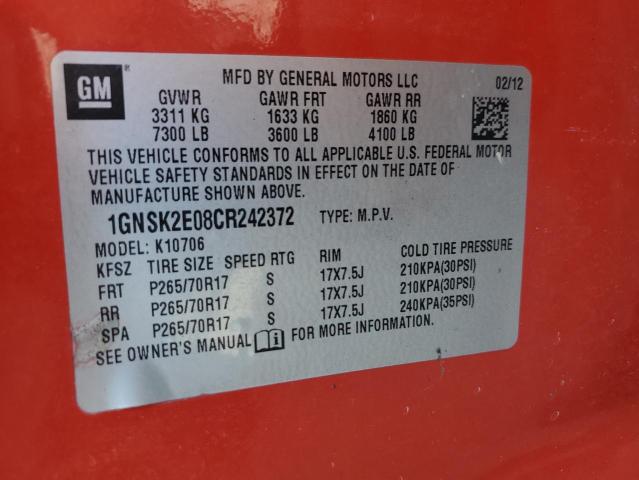 GM
MFD BY GENERAL MOTORS LLC 02/12
GVWR GAWR FRT GAWR RR
3311 KG 1633 KG 1860 KG
7300 LB 3600 LB 4100 LB
THIS VEHICLE CONFORMS TO ALL APPLICABLE U.S. FEDERAL MOTOR
VEHICLE SAFETY STANDARDS IN EFFECT ON THE DATE OF
MANUFACTURE SHOWN ABOVE.
1GNSK2E08CR242372 TYPE: M.P.V.
MODEL: K10706
KFSZ TIRE SIZE SPEED RTG RIM COLD TIRE PRESSURE
FRT P265/70R17 S 17X7.5J 210KPA(30PSI)
RR P265/70R17 S 17X7.5J 210KPA(30PSI)
SPA P265/70R17 S 17X7.5J 240KPA(35PSI)
SEE OWNER'S MANUAL i FOR MORE INFORMATION.